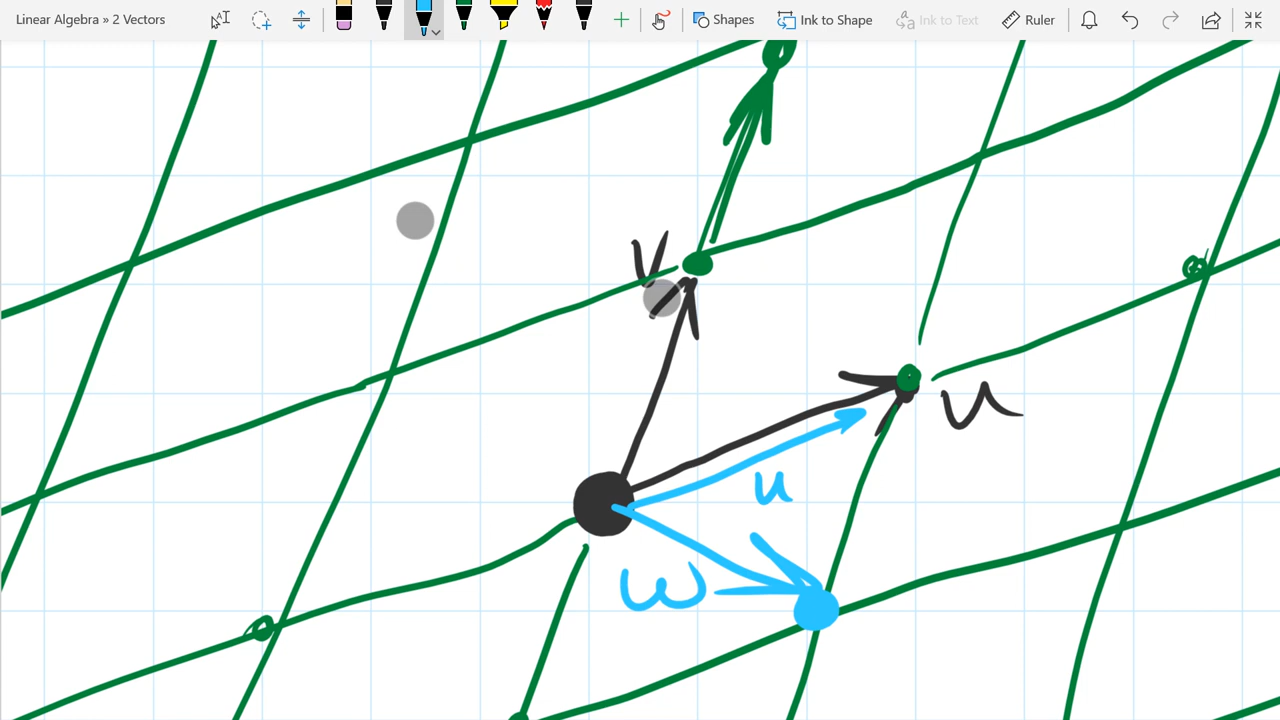 Linear Algebra » 2 Vectors
Shapes
Ink to Shape
Ink to Text
Ruler
v
u
u
w